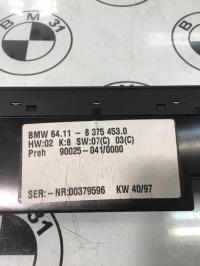 BMW 64.11 - 8 375 453.0
HW:02 K:8 SW:07(C) 03(C)
Preh 90025-041/0000
SER.-NR:00379596 KW 40/97